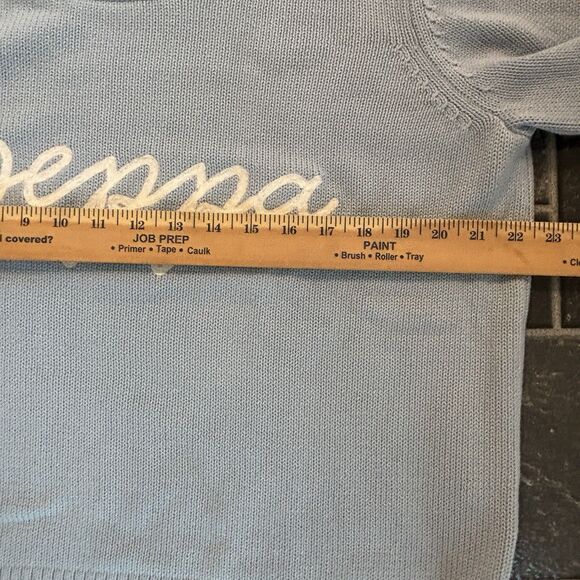 peppa
9 10 11 12 13 14 15 16 17 18 19 20 21 22 23
covered? JOB PREP PAINT
• Primer • Tape • Caulk • Brush • Roller • Tray